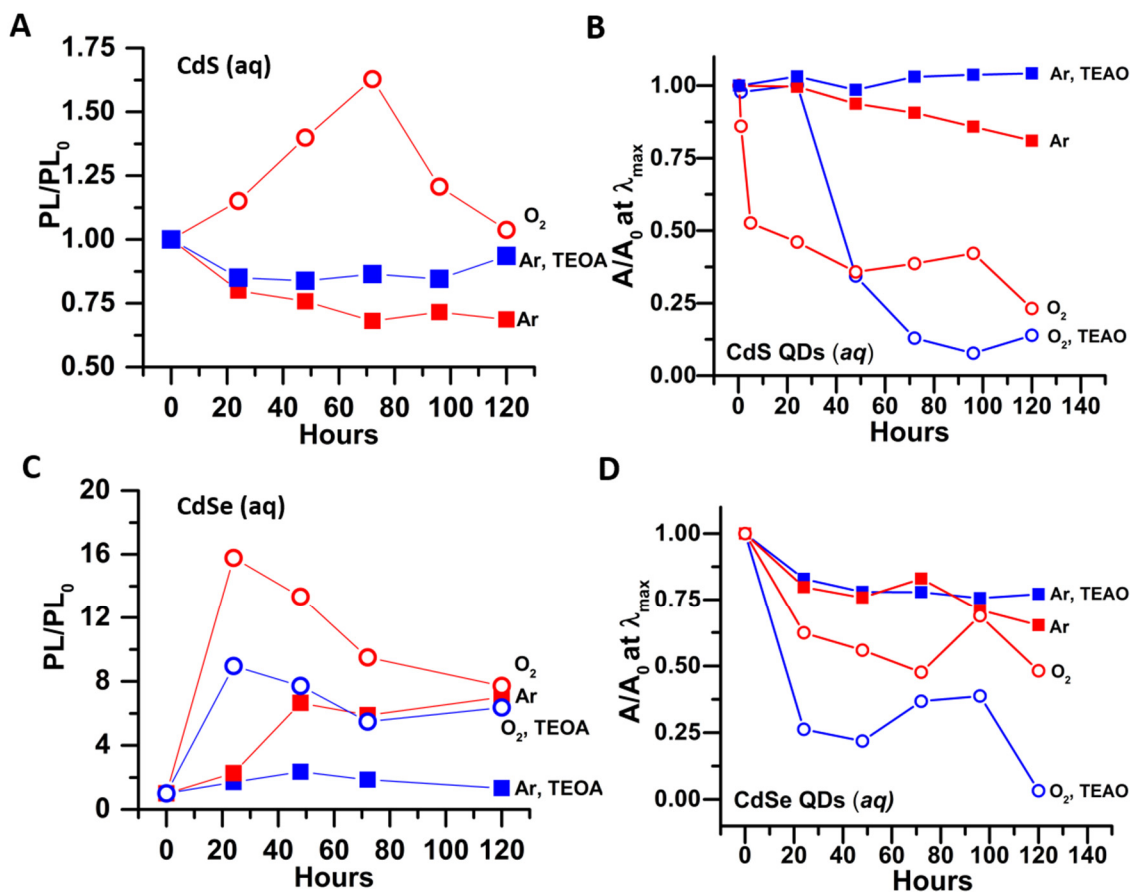 A
CdS (aq)
PL/PL₀
1.75
1.50
1.25
1.00
0.75
0.50
O₂
Ar, TEOA
Ar
0 20 40 60 80 100 120
Hours
B
A/A₀ at λmax
1.00
0.75
0.50
0.25
0.00
Ar, TEAO
Ar
O₂
O₂, TEAO
CdS QDs (aq)
0 20 40 60 80 100 120 140
Hours
C
CdSe (aq)
PL/PL₀
20
16
12
8
4
0
O₂
Ar
O₂, TEOA
Ar, TEOA
0 20 40 60 80 100 120
Hours
D
A/A₀ at λmax
1.00
0.75
0.50
0.25
0.00
Ar, TEAO
Ar
O₂
O₂, TEAO
CdSe QDs (aq)
0 20 40 60 80 100 120 140
Hours